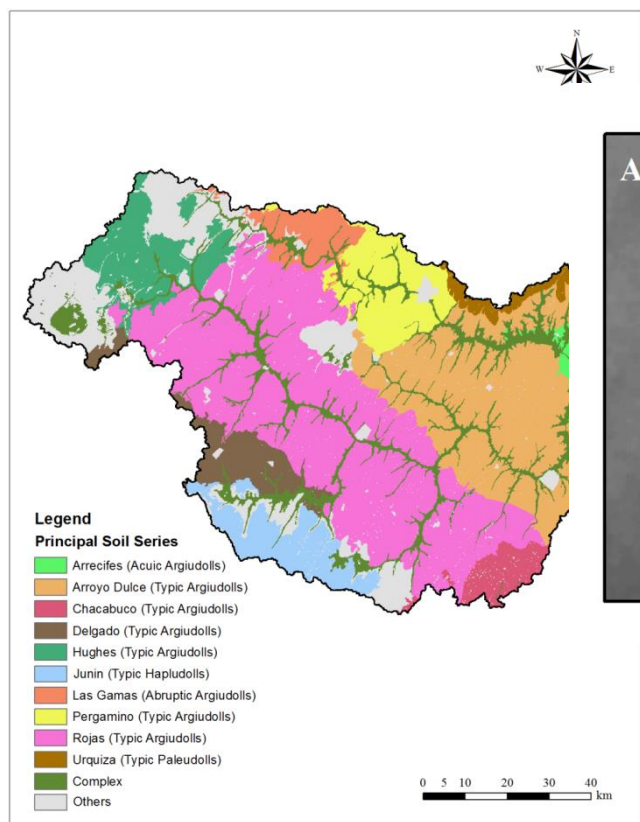 N
W E
S
A
Legend
Principal Soil Series
Arrecifes (Acuic Argiudolls)
Arroyo Dulce (Typic Argiudolls)
Chacabuco (Typic Argiudolls)
Delgado (Typic Argiudolls)
Hughes (Typic Argiudolls)
Junin (Typic Hapludolls)
Las Gamas (Abruptic Argiudolls)
Pergamino (Typic Argiudolls)
Rojas (Typic Argiudolls)
Urquiza (Typic Paleudolls)
Complex
Others
0 5 10 20 30 40
km